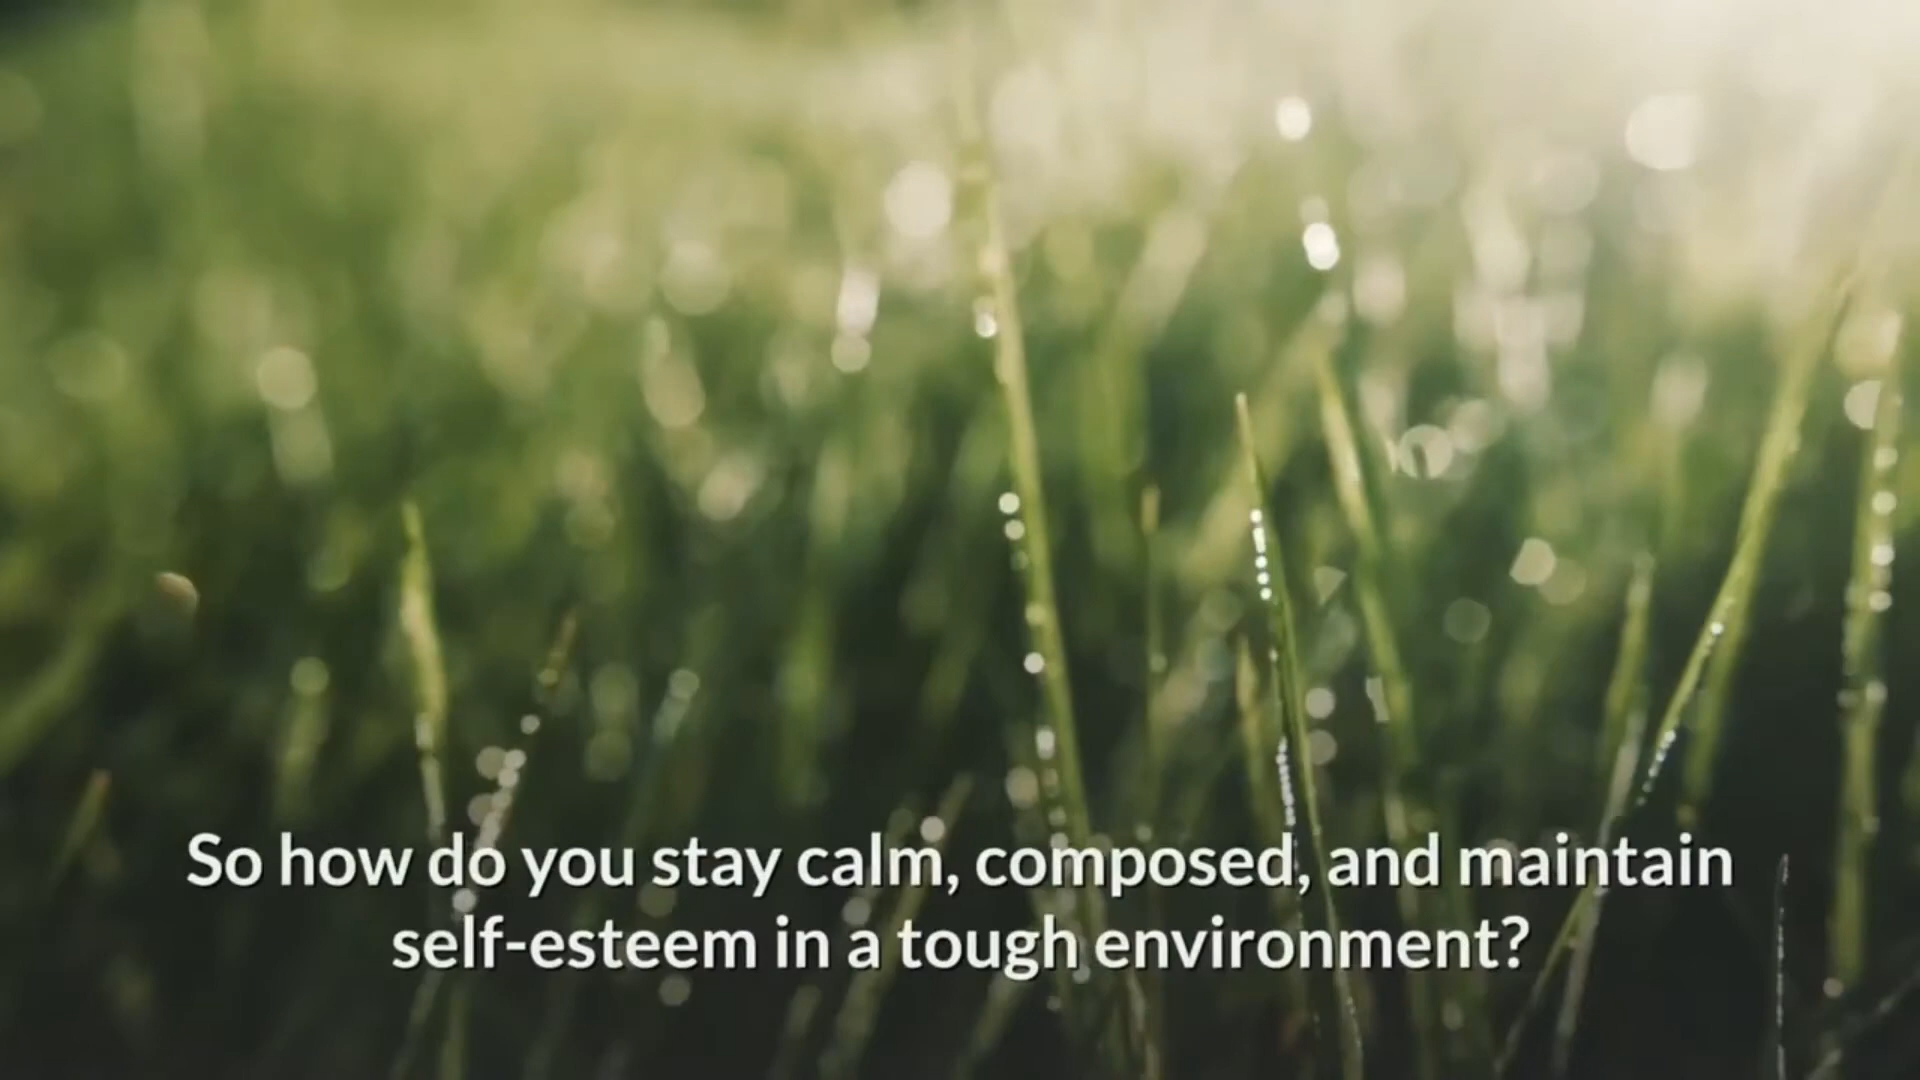 So how do you stay calm, composed, and maintain
self-esteem in a tough environment?